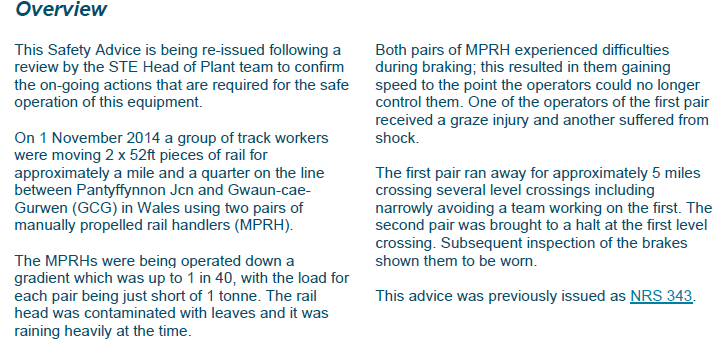 Overview
This Safety Advice is being re-issued following a
review by the STE Head of Plant team to confirm
the on-going actions that are required for the safe
operation of this equipment.
On 1 November 2014 a group of track workers
were moving 2 x 52ft pieces of rail for
approximately a mile and a quarter on the line
between Pantyffynnon Jcn and Gwaun-cae-
Gurwen (GCG) in Wales using two pairs of
manually propelled rail handlers (MPRH).
The MPRHs were being operated down a
gradient which was up to 1 in 40, with the load for
each pair being just short of 1 tonne. The rail
head was contaminated with leaves and it was
raining heavily at the time.
Both pairs of MPRH experienced difficulties
during braking; this resulted in them gaining
speed to the point the operators could no longer
control them. One of the operators of the first pair
received a graze injury and another suffered from
shock.
The first pair ran away for approximately 5 miles
crossing several level crossings including
narrowly avoiding a team working on the first. The
second pair was brought to a halt at the first level
crossing. Subsequent inspection of the brakes
shown them to be worn.
This advice was previously issued as NRS 343.